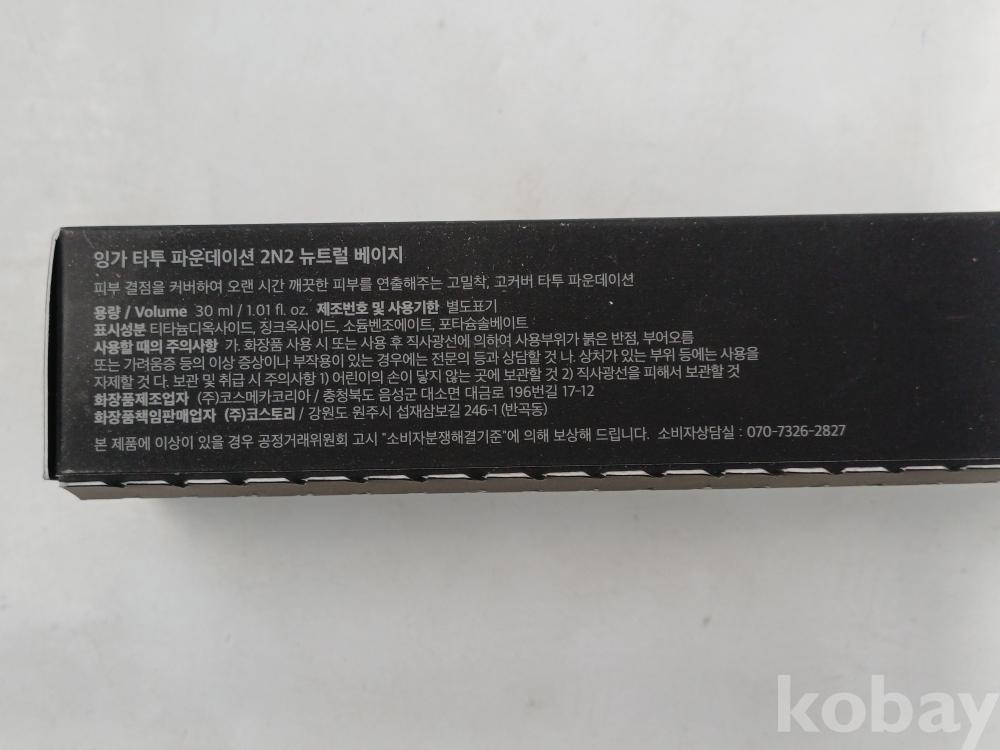 잉가 타투 파운데이션 2N2 뉴트럴 베이지
피부 결점을 커버하여 오랜 시간 깨끗한 피부를 연출해주는 고밀착, 고커버 타투 파운데이션
용량 / Volume 30 ml / 1.01 fl. oz. 제조번호 및 사용기한 별도표기
표시성분 티타늄디옥사이드, 징크옥사이드, 소듐벤조에이트, 포타슘솔베이트
사용할 때의 주의사항 가. 화장품 사용 시 또는 사용 후 직사광선에 의하여 사용부위가 붉은 반점, 부어오름
또는 가려움증 등의 이상 증상이나 부작용이 있는 경우에는 전문의 등과 상담할 것 나. 상처가 있는 부위 등에는 사용을
자제할 것 다. 보관 및 취급 시 주의사항 1) 어린이의 손이 닿지 않는 곳에 보관할 것 2) 직사광선을 피해서 보관할 것
화장품제조업자 (주)코스메카코리아 / 충청북도 음성군 대소면 대금로 196번길 17-12
화장품책임판매업자 (주)코스토리 / 강원도 원주시 섭재삼보길 246-1 (반곡동)
본 제품에 이상이 있을 경우 공정거래위원회 고시 "소비자분쟁해결기준"에 의해 보상해 드립니다. 소비자상담실 : 070-7326-2827
kobay